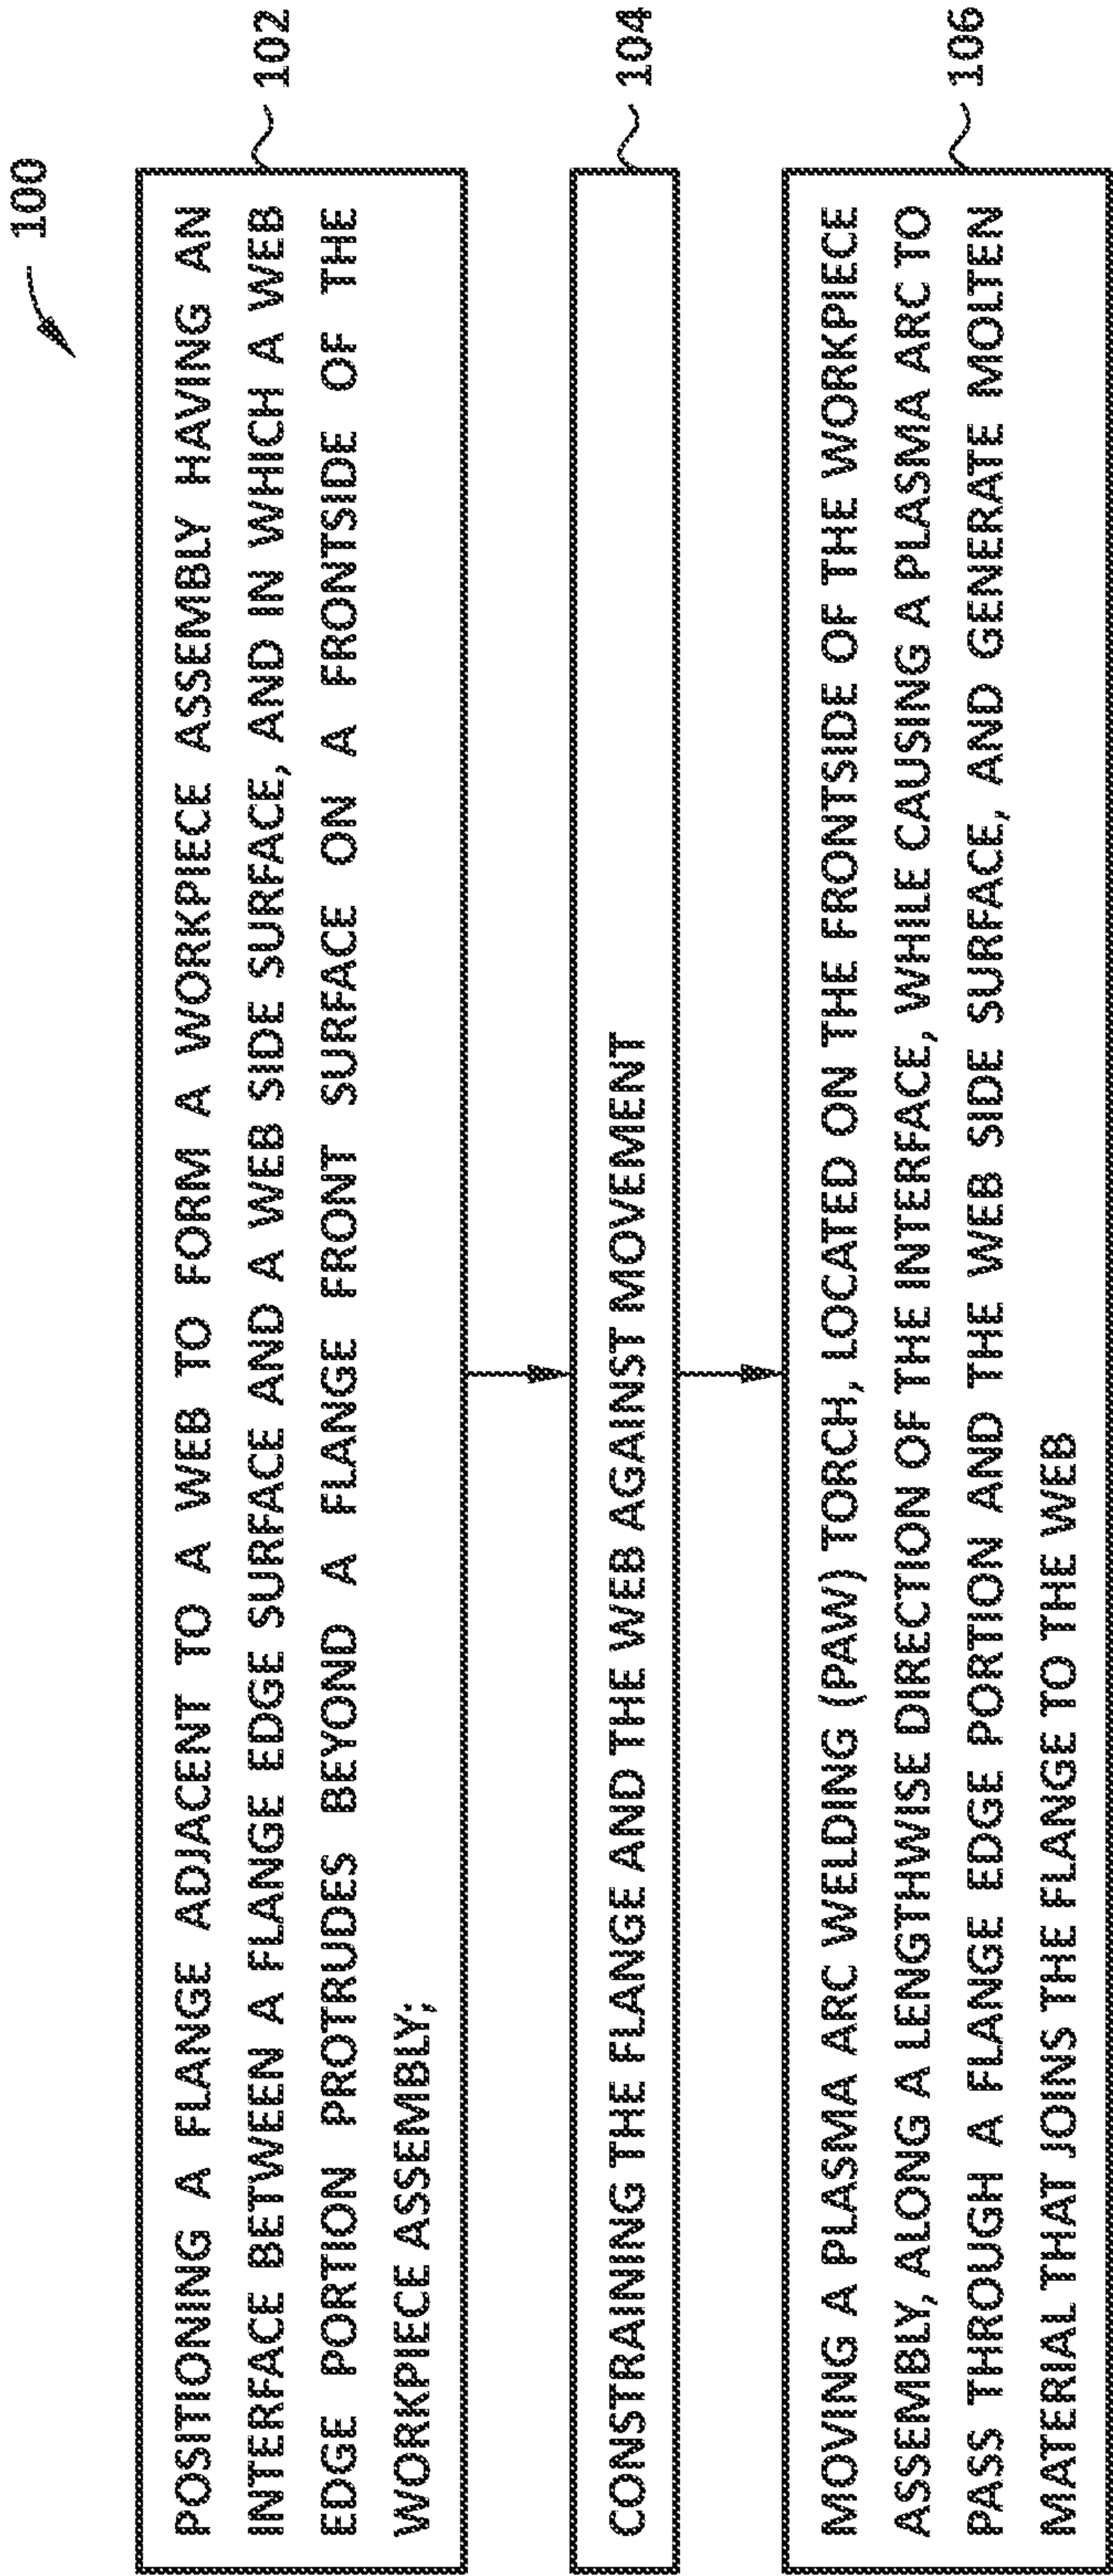 100
POSITIONING A FLANGE ADJACENT TO A WEB TO FORM A WORKPIECE ASSEMBLY HAVING AN
INTERFACE BETWEEN A FLANGE EDGE SURFACE AND A WEB SIDE SURFACE, AND IN WHICH A WEB
EDGE PORTION PROTRUDES BEYOND A FLANGE FRONT SURFACE ON A FRONTSIDE OF THE
WORKPIECE ASSEMBLY;
102
CONSTRAINING THE FLANGE AND THE WEB AGAINST MOVEMENT
104
MOVING A PLASMA ARC WELDING (PAW) TORCH, LOCATED ON THE FRONTSIDE OF THE WORKPIECE
ASSEMBLY, ALONG A LENGTHWISE DIRECTION OF THE INTERFACE, WHILE CAUSING A PLASMA ARC TO
PASS THROUGH A FLANGE EDGE PORTION AND THE WEB SIDE SURFACE, AND GENERATE MOLTEN
MATERIAL THAT JOINS THE FLANGE TO THE WEB
106